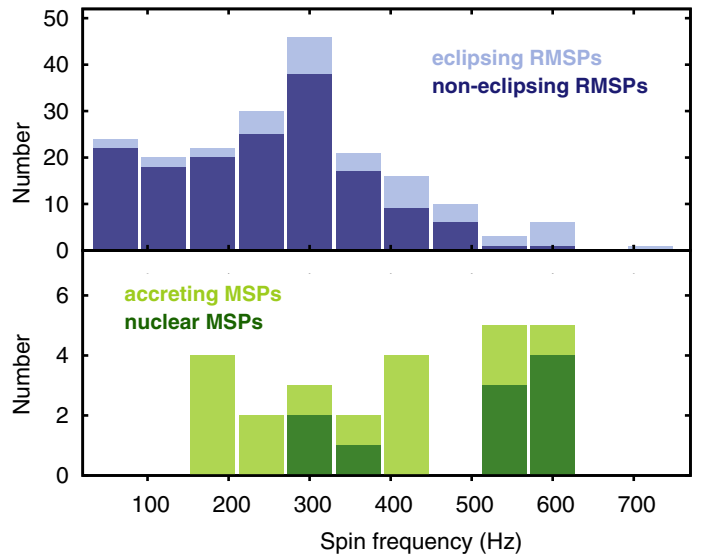 50
40
30
20
10
0
Number
eclipsing RMSPs
non-eclipsing RMSPs
6
4
2
0
Number
accreting MSPs
nuclear MSPs
100 200 300 400 500 600 700
Spin frequency (Hz)